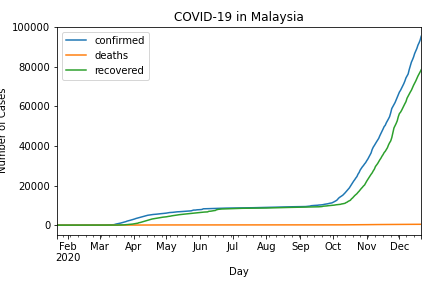 COVID-19 in Malaysia
100000
80000
60000
40000
20000
0
Number of Cases
confirmed
deaths
recovered
Feb Mar Apr May Jun Jul Aug Sep Oct Nov Dec
2020
Day